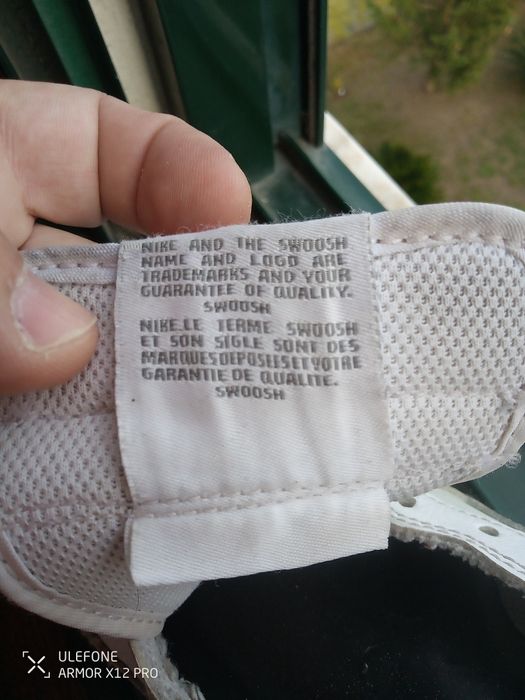 NIKE AND THE SWOOSH
NAME AND LOGO ARE
TRADEMARKS AND YOUR
GUARANTEE OF QUALITY.
SWOOSH
NIKE.LE TERME SWOOSH
ET SON SIGLE SONT DES
MARQUESDEPOSEESETVOTRE
GARANTIE DE QUALITE.
SWOOSH
ULEFONE
ARMOR X12 PRO